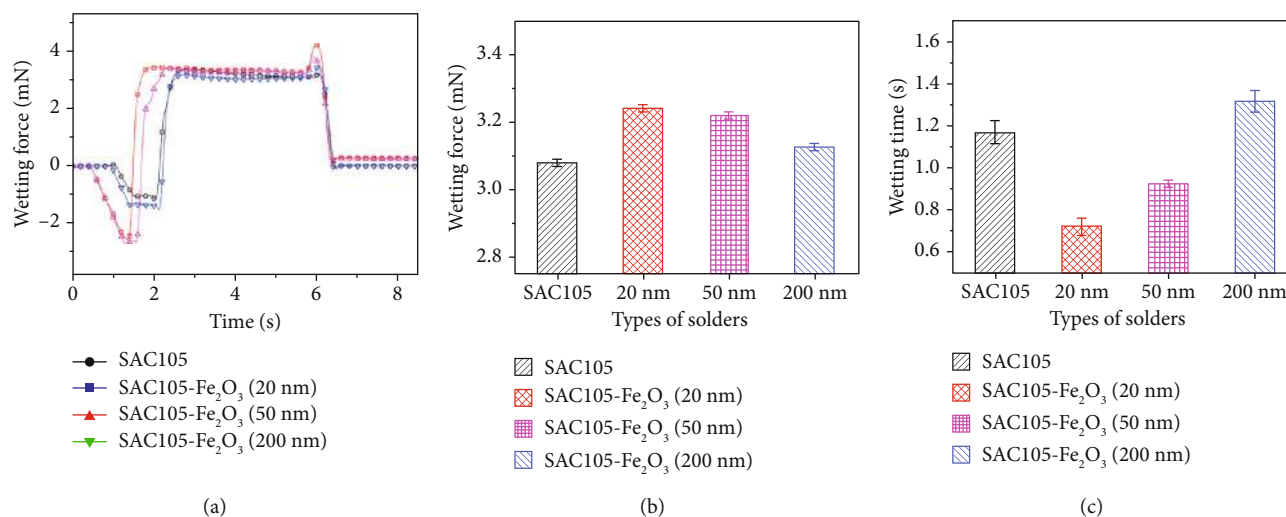 4
2
0
−2
Wetting force (mN)
0 2 4 6 8
Time (s)
SAC105
SAC105-Fe₂O₃ (20 nm)
SAC105-Fe₂O₃ (50 nm)
SAC105-Fe₂O₃ (200 nm)
(a)
3.4
3.2
3.0
2.8
Wetting force (mN)
SAC105 20 nm 50 nm 200 nm
Types of solders
SAC105
SAC105-Fe₂O₃ (20 nm)
SAC105-Fe₂O₃ (50 nm)
SAC105-Fe₂O₃ (200 nm)
(b)
1.6
1.4
1.2
1.0
0.8
0.6
Wetting time (s)
SAC105 20 nm 50 nm 200 nm
Types of solders
SAC105
SAC105-Fe₂O₃ (20 nm)
SAC105-Fe₂O₃ (50 nm)
SAC105-Fe₂O₃ (200 nm)
(c)